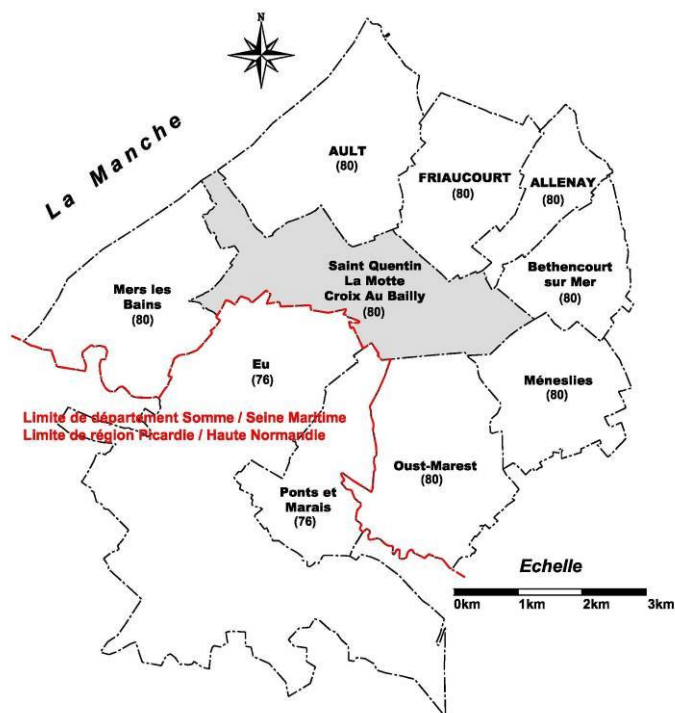 N
La Manche
AULT
(80)
FRIAUCOURT
(80)
ALLENAY
(80)
Saint Quentin
La Motte
Croix Au Bailly
(80)
Bethencourt
sur Mer
(80)
Mers les
Bains
(80)
Eu
(76)
Méneslies
(80)
Limite de département Somme / Seine Maritime
Limite de région Picardie / Haute Normandie
Oust-Marest
(80)
Ponts et
Marais
(76)
Echelle
0km 1km 2km 3km